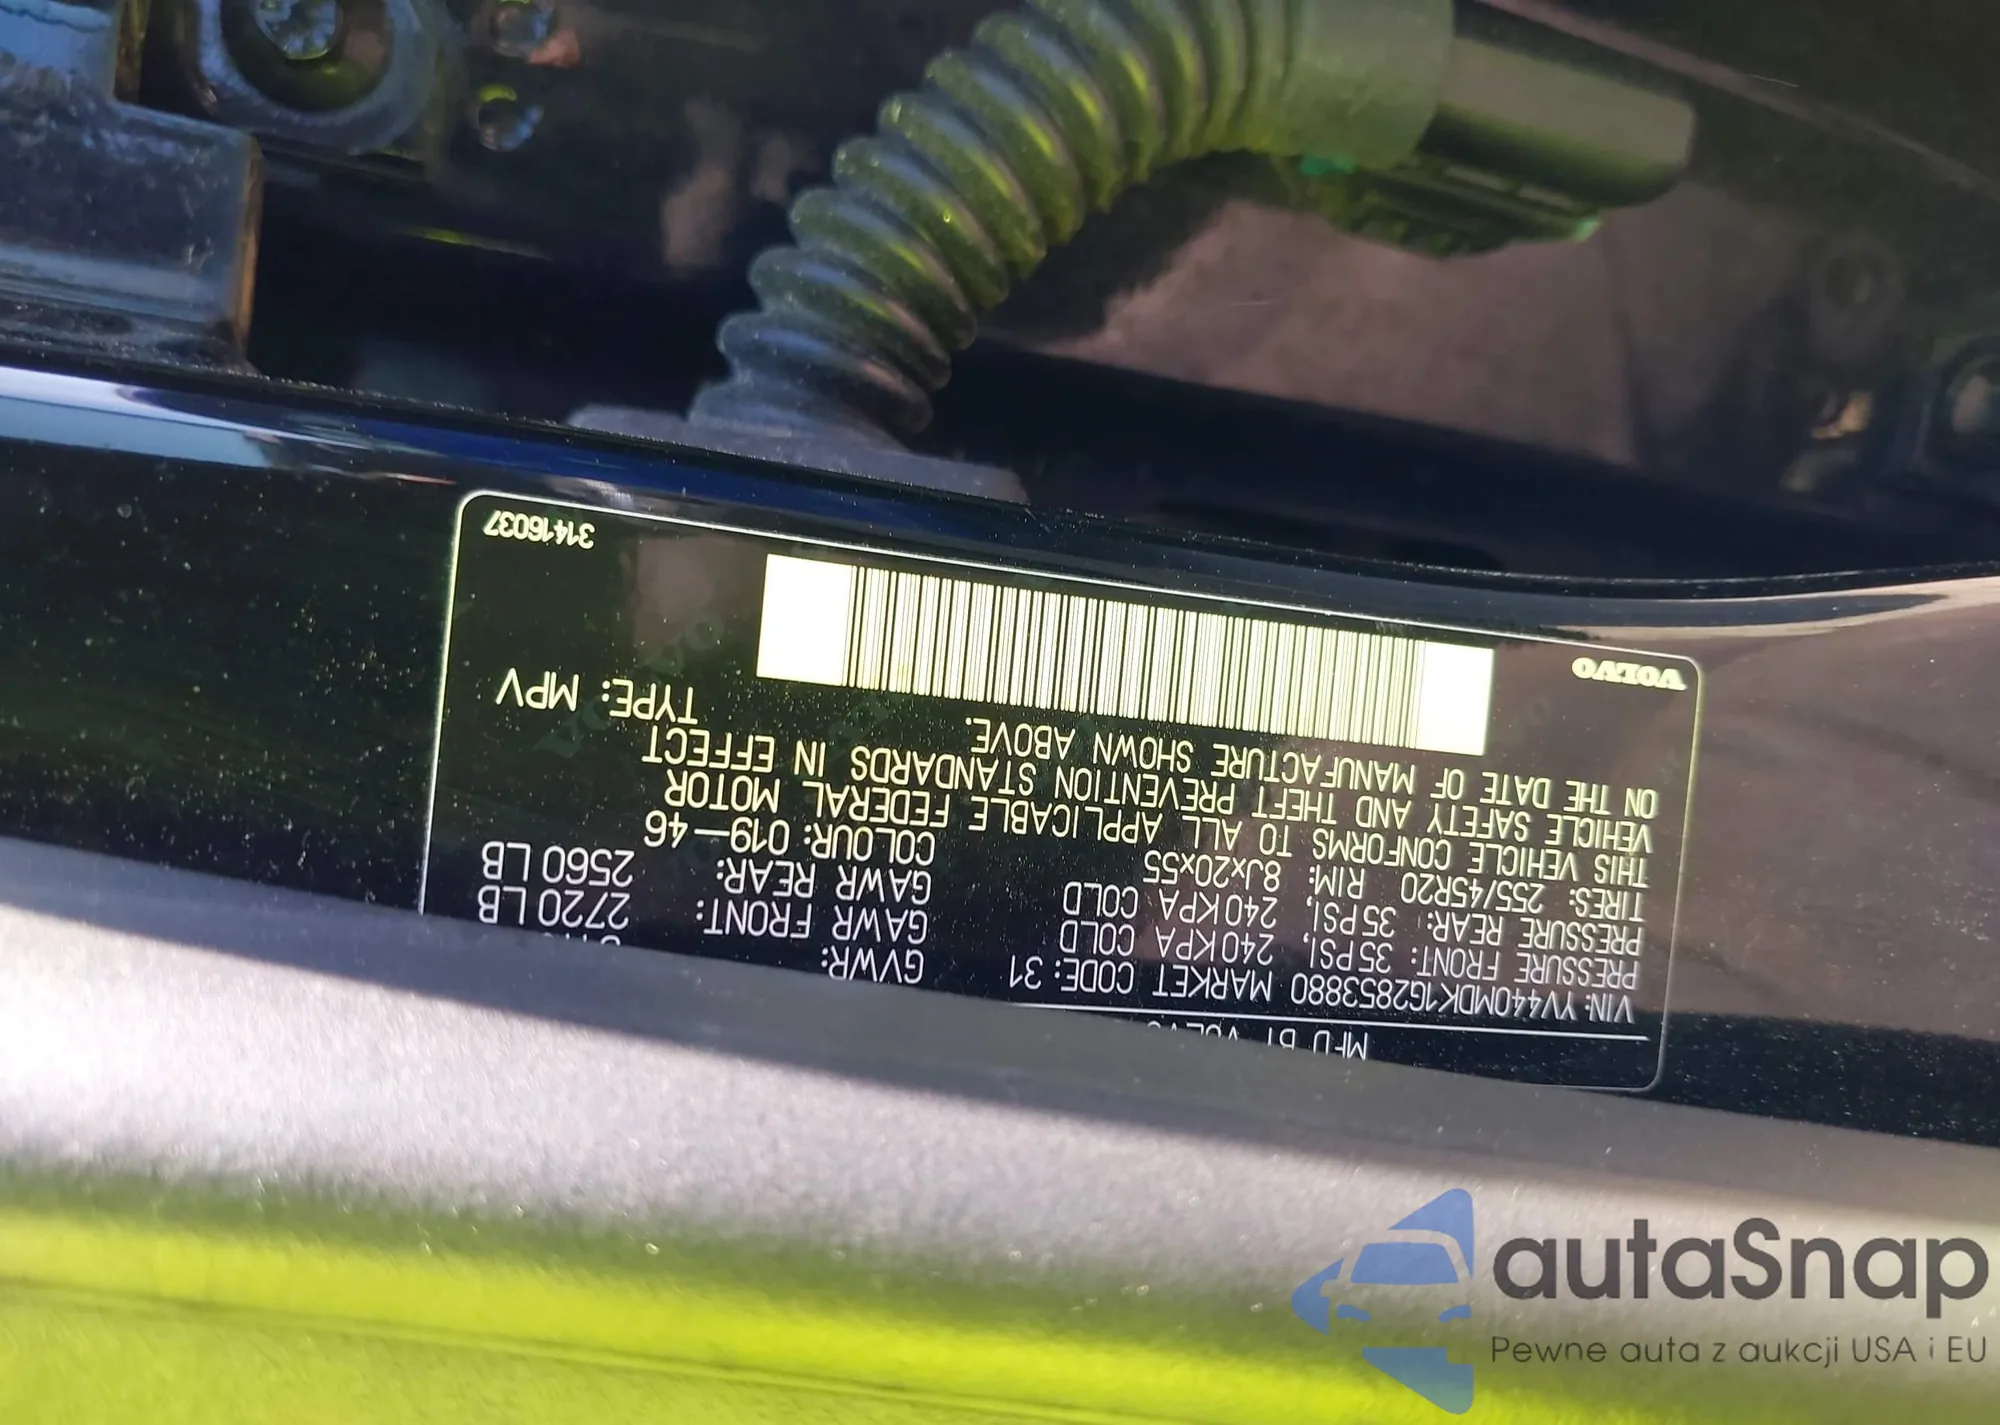 MFD BY VOLVO
VIN: YV440MDK1G2853880 MARKET CODE: 31
GVWR:
PRESSURE FRONT: 35PSI, 240KPA COLD
GAWR FRONT: 2720 LB
PRESSURE REAR: 35PSI, 240KPA COLD
GAWR REAR: 2560 LB
TIRES: 255/45R20 RIM: 8Jx20x55
COLOUR: 019-46
THIS VEHICLE CONFORMS TO ALL APPLICABLE FEDERAL MOTOR
VEHICLE SAFETY AND THEFT PREVENTION STANDARDS IN EFFECT
ON THE DATE OF MANUFACTURE SHOWN ABOVE. TYPE: MPV
VOLVO
31416037
autaSnap
Pewne auta z aukcji USA i EU